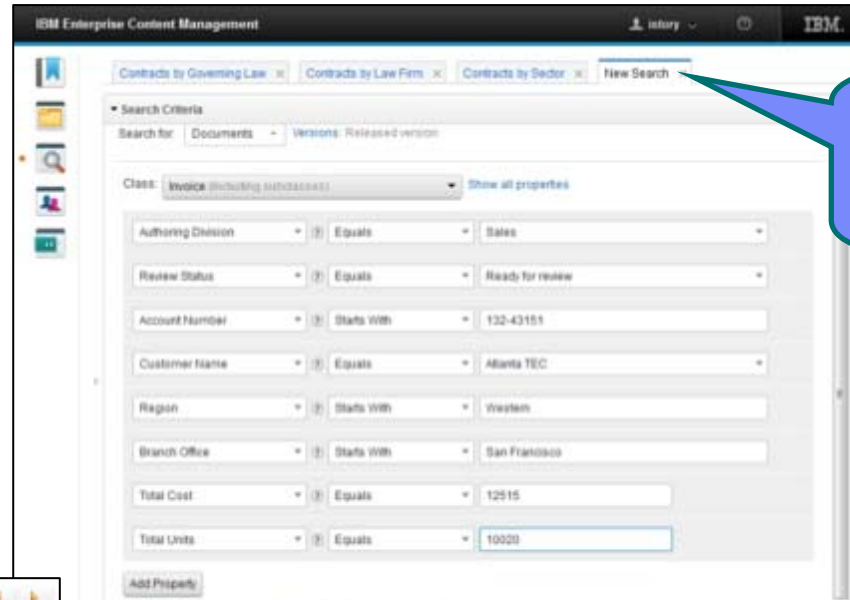 IBM Enterprise Content Management
IBM.
Contracts by Governing Law × Contracts by Law Firm × Contracts by Sector × New Search
Search Criteria
Search for: Documents Versions: Released version
Class: Invoice (including subclasses) Show all properties
Authoring Division Equals Sales
Review Status Equals Ready for review
Account Number Starts With 132-43151
Customer Name Equals Atlanta TEC
Region Starts With Western
Branch Office Starts With San Francisco
Total Cost Equals 12515
Total Units Equals 10020
Add Property